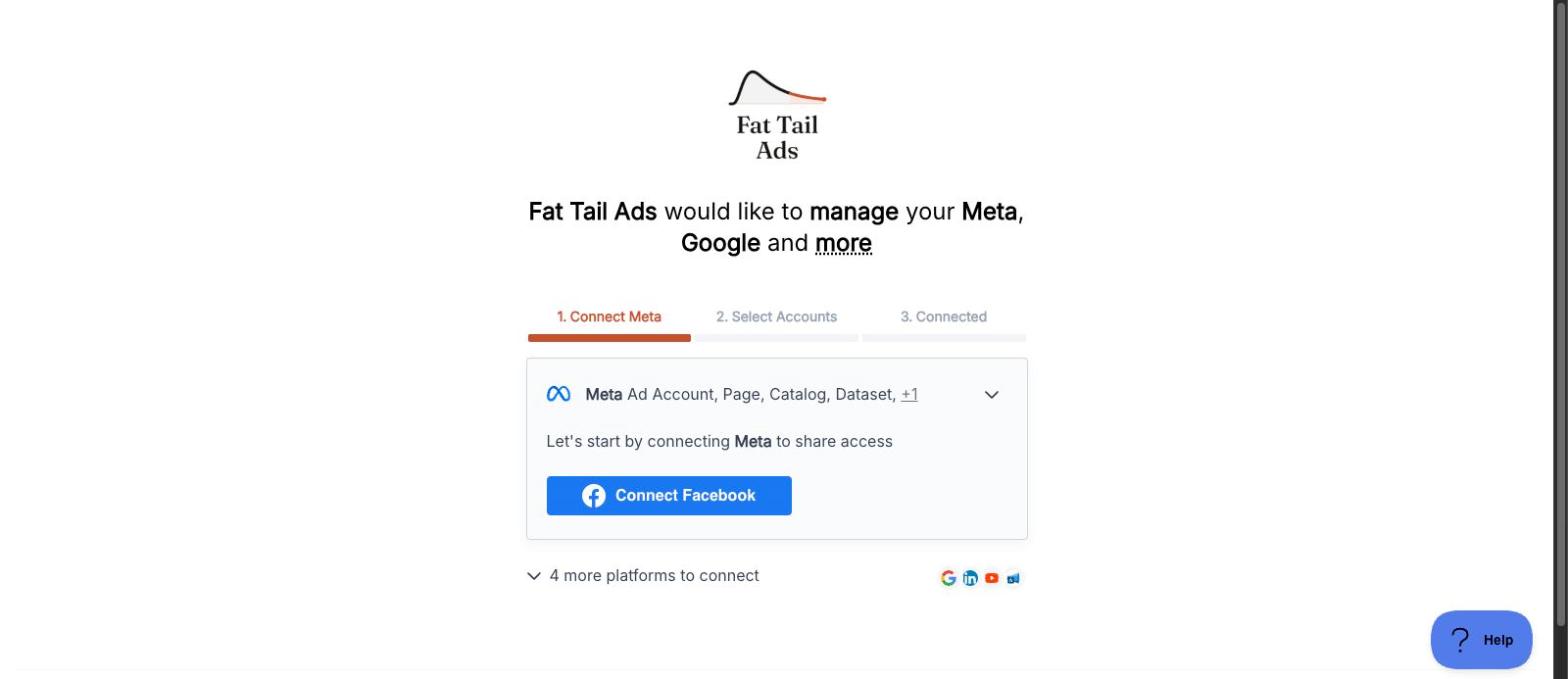 Fat Tail
Ads
Fat Tail Ads would like to manage your Meta,
Google and more
1. Connect Meta
2. Select Accounts
3. Connected
Meta Ad Account, Page, Catalog, Dataset, +1
Let's start by connecting Meta to share access
Connect Facebook
4 more platforms to connect
? Help